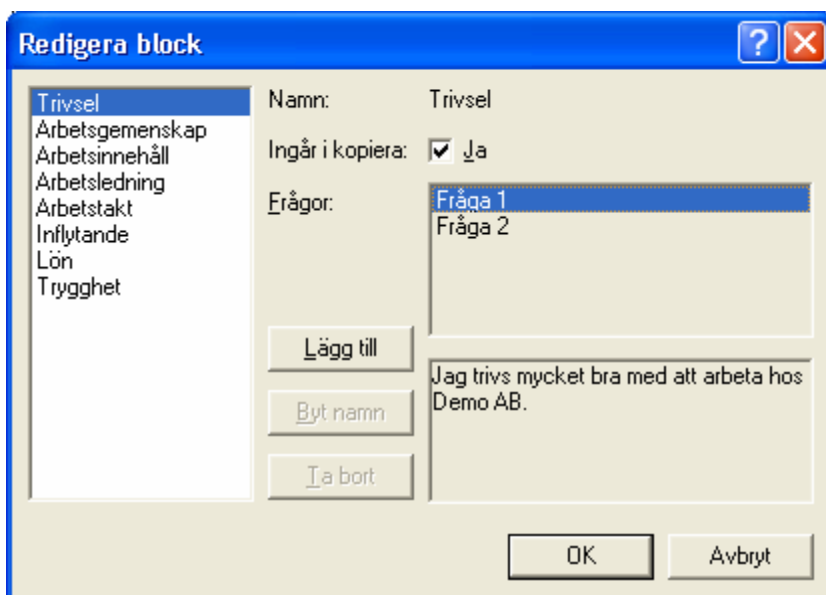 Redigera block
Trivsel
Arbetsgemenskap
Arbetsinnehåll
Arbetsledning
Arbetstakt
Inflytande
Lön
Trygghet
Namn: Trivsel
Ingår i kopiera: Ja
Frågor:
Fråga 1
Fråga 2
Lägg till
Byt namn
Ta bort
Jag trivs mycket bra med att arbeta hos
Demo AB.
OK Avbryt